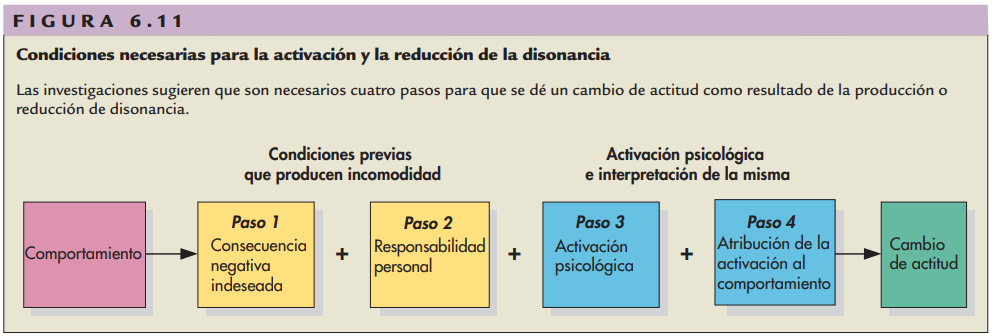 FIGURA 6.11
Condiciones necesarias para la activación y la reducción de la disonancia
Las investigaciones sugieren que son necesarios cuatro pasos para que se dé un cambio de actitud como resultado de la producción o
reducción de disonancia.
Condiciones previas
que producen incomodidad
Activación psicológica
e interpretación de la misma
Comportamiento
Paso 1
Consecuencia
negativa
indeseada
+
Paso 2
Responsabilidad
personal
+
Paso 3
Activación
psicológica
+
Paso 4
Atribución de la
activación al
comportamiento
Cambio
de actitud